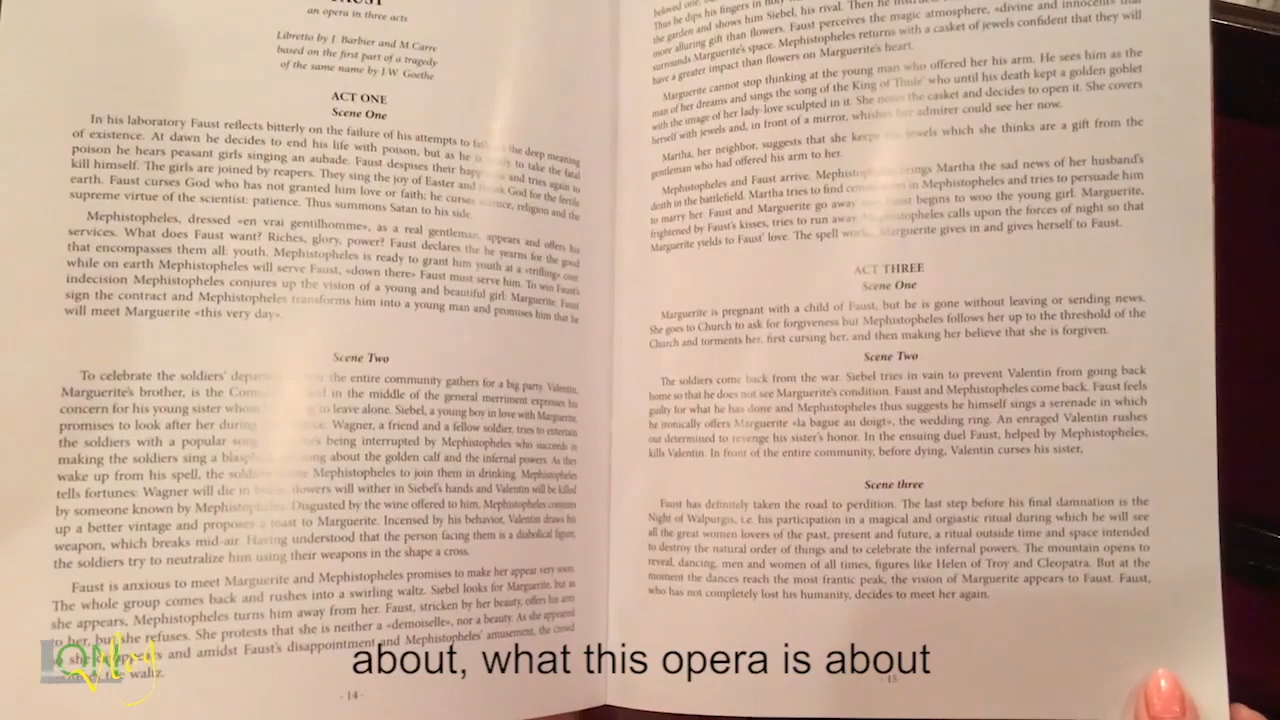 FAUST
an opera in three acts
Libretto by J. Barbier and M. Carre
based on the first part of a tragedy
of the same name by J.W. Goethe
ACT ONE
Scene One
In his laboratory Faust reflects bitterly on the failure of his attempts to the deep meaning
of existence. At dawn he decides to end his life with poison, but as he is to take the fatal
poison he hears peasant girls singing an aubade. Faust despises their and tries again to
kill himself. The girls are joined by reapers. They sing the joy of Easter and God for the fertile
earth. Faust curses God who has not granted him love or faith; he curses science, religion and the
supreme virtue of the scientist: patience. Thus summons Satan to his side.
Mephistopheles, dressed «en vrai gentilhomme», as a real gentleman, appears and offers his
services. What does Faust want? Riches, glory, power? Faust declares the he yearns for the good
that encompasses them all: youth. Mephistopheles is ready to grant him youth at a «trifling» cost
while on earth Mephistopheles will serve Faust, «down there» Faust must serve him. To win Faust's
indecision Mephistopheles conjures up the vision of a young and beautiful girl: Marguerite. Faust
sign the contract and Mephistopheles transforms him into a young man and promises him that he
will meet Marguerite «this very day».
Scene Two
To celebrate the soldiers' the entire community gathers for a big party. Valentin,
Marguerite's brother, is the in the middle of the general merriment expresses his
concern for his young sister to leave alone. Siebel, a young boy in love with Marguerite,
promises to look after her during Wagner, a friend and a fellow soldier, tries to entertain
the soldiers with a popular being interrupted by Mephistopheles who succeeds in
making the soldiers sing a about the golden calf and the infernal powers. As they
wake up from his spell, the Mephistopheles to join them in drinking. Mephistopheles
tells fortunes: Wagner will die in flowers will wither in Siebel's hands and Valentin will be killed
by someone known by Disgusted by the wine offered to him, Mephistopheles conjures
up a better vintage and proposes a toast to Marguerite. Incensed by his behavior, Valentin draws his
weapon, which breaks mid-air. Having understood that the person facing them is a diabolical figure,
the soldiers try to neutralize him using their weapons in the shape a cross.
Faust is anxious to meet Marguerite and Mephistopheles promises to make her appear very soon.
The whole group comes back and rushes into a swirling waltz. Siebel looks for Marguerite, but as
she appears, Mephistopheles turns him away from her. Faust, stricken by her beauty, offers his arm
to her, but she refuses. She protests that she is neither a «demoiselle», nor a beauty. As she appeared
she and amidst Faust's disappointment and Mephistopheles' amusement, the crowd
waltz.
- 14 -
beloved one,
Thus he dips his fingers in holy
the garden and shows him Siebel, his rival. Then he
more alluring gift than flowers. Faust perceives the magic atmosphere, «divine and innocent» that
surrounds Marguerite's space. Mephistopheles returns with a casket of jewels confident that they will
have a greater impact than flowers on Marguerite's heart.
Marguerite cannot stop thinking at the young man who offered her his arm. He sees him as the
man of her dreams and sings the song of the King of Thule' who until his death kept a golden goblet
with the image of her lady-love sculpted in it. She the casket and decides to open it. She covers
herself with jewels and, in front of a mirror, whishes her admirer could see her now.
Martha, her neighbor, suggests that she keeps jewels which she thinks are a gift from the
gentleman who had offered his arm to her.
Mephistopheles and Faust arrive. brings Martha the sad news of her husband's
death in the battlefield. Martha tries to find in Mephistopheles and tries to persuade him
to marry her. Faust and Marguerite go away begins to woo the young girl. Marguerite,
frightened by Faust's kisses, tries to run away. Mephistopheles calls upon the forces of night so that
Marguerite yields to Faust' love. The spell Marguerite gives in and gives herself to Faust.
ACT THREE
Scene One
Marguerite is pregnant with a child of Faust, but he is gone without leaving or sending news.
She goes to Church to ask for forgiveness but Mephistopheles follows her up to the threshold of the
Church and torments her, first cursing her, and then making her believe that she is forgiven.
Scene Two
The soldiers come back from the war. Siebel tries in vain to prevent Valentin from going back
home so that he does not see Marguerite's condition. Faust and Mephistopheles come back. Faust feels
guilty for what he has done and Mephistopheles thus suggests he himself sings a serenade in which
he ironically offers Marguerite «la bague au doigt», the wedding ring. An enraged Valentin rushes
out determined to revenge his sister's honor. In the ensuing duel Faust, helped by Mephistopheles,
kills Valentin. In front of the entire community, before dying, Valentin curses his sister,
Scene three
Faust has definitely taken the road to perdition. The last step before his final damnation is the
Night of Walpurgis, i.e. his participation in a magical and orgiastic ritual during which he will see
all the great women lovers of the past, present and future, a ritual outside time and space intended
to destroy the natural order of things and to celebrate the infernal powers. The mountain opens to
reveal, dancing, men and women of all times, figures like Helen of Troy and Cleopatra. But at the
moment the dances reach the most frantic peak, the vision of Marguerite appears to Faust. Faust,
who has not completely lost his humanity, decides to meet her again.
15
about, what this opera is about